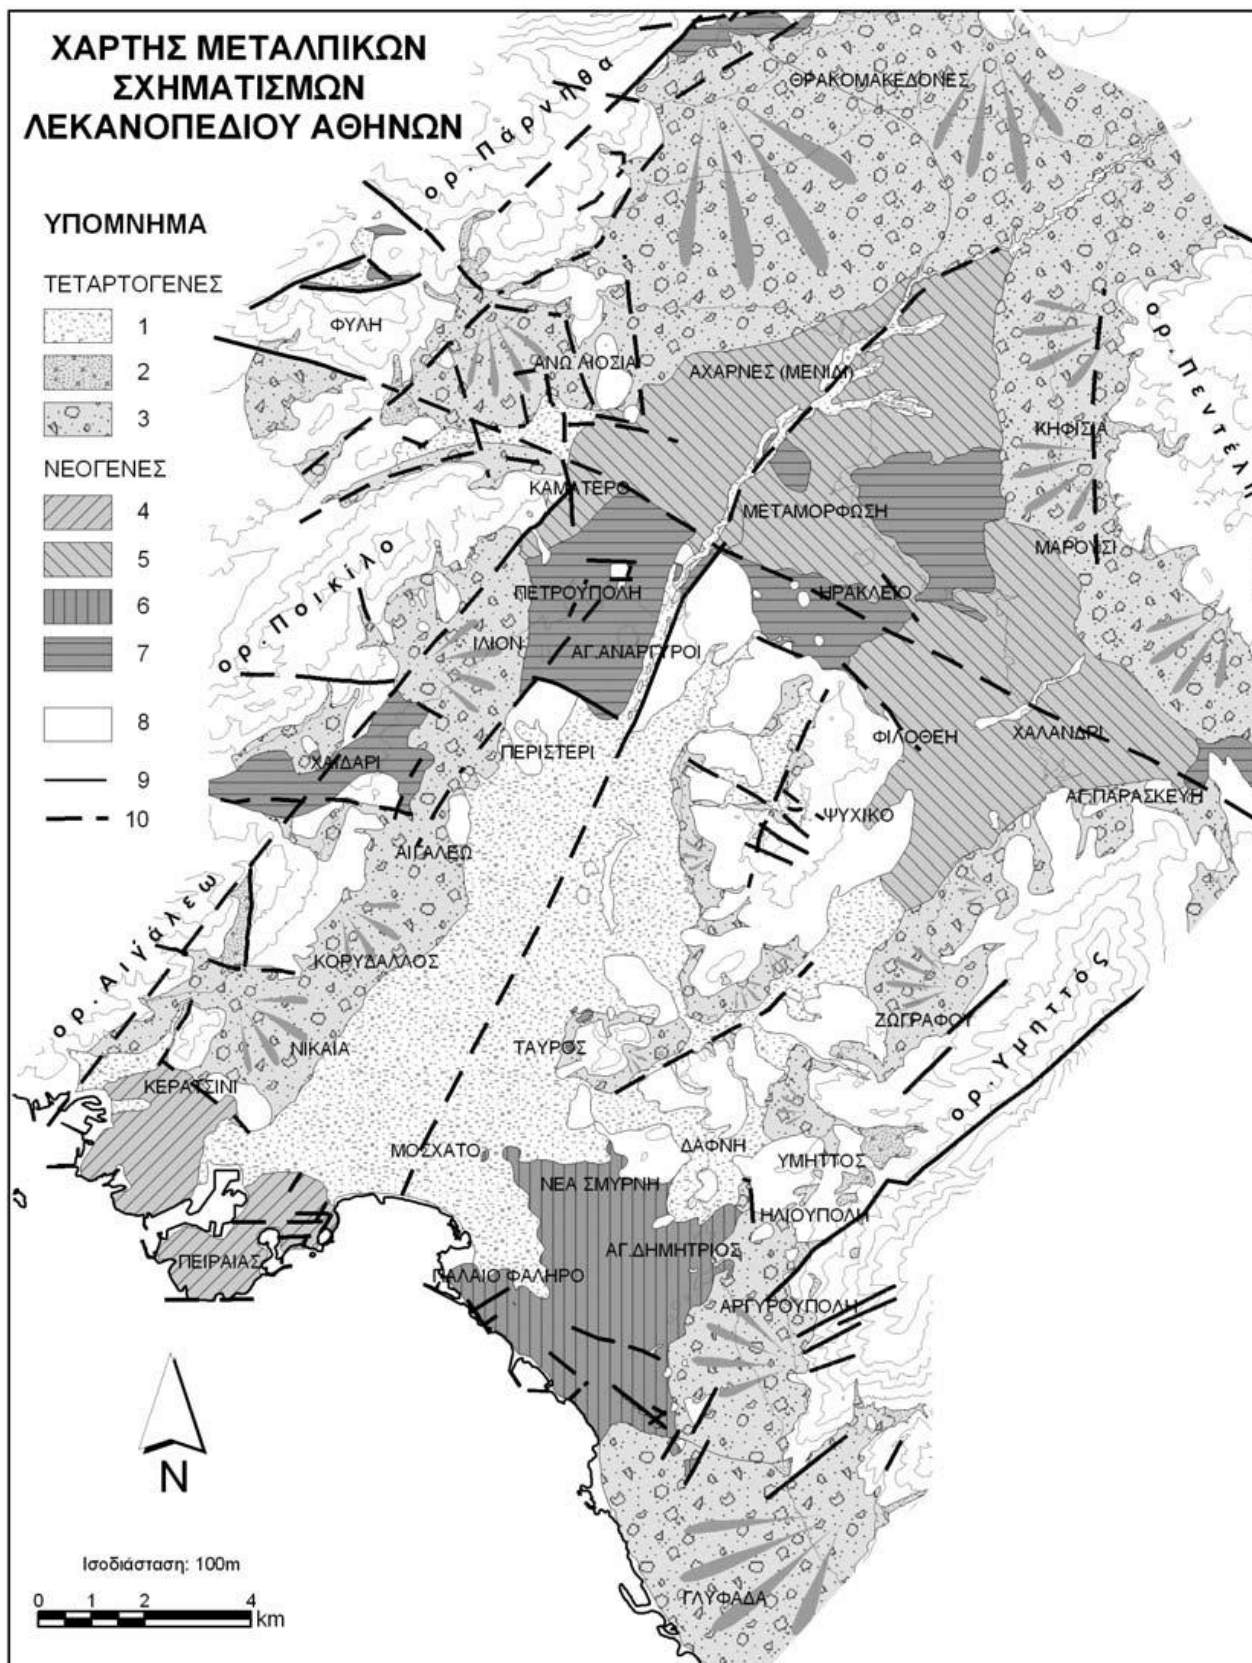 ΧΑΡΤΗΣ ΜΕΤΑΛΠΙΚΩΝ
ΣΧΗΜΑΤΙΣΜΩΝ
ΛΕΚΑΝΟΠΕΔΙΟΥ ΑΘΗΝΩΝ
ορ. Πάρνηθα
ΘΡΑΚΟΜΑΚΕΔΟΝΕΣ
ΥΠΟΜΝΗΜΑ
ΤΕΤΑΡΤΟΓΕΝΕΣ
1
2
3
ΝΕΟΓΕΝΕΣ
4
5
6
7
8
9
10
ΦΥΛΗ
ΑΝΩ ΛΙΟΣΙΑ
ΑΧΑΡΝΕΣ (ΜΕΝΙΔΙ)
ορ. Πεντέλη
ΚΗΦΙΣΙΑ
ΚΑΜΑΤΕΡΟ
ΜΕΤΑΜΟΡΦΩΣΗ
ΜΑΡΟΥΣΙ
ορ. Ποικίλο
ΠΕΤΡΟΥΠΟΛΗ
ΗΡΑΚΛΕΙΟ
ΙΛΙΟΝ
ΑΓ.ΑΝΑΡΓΥΡΟΙ
ΠΕΡΙΣΤΕΡΙ
ΦΙΛΟΘΕΗ
ΧΑΛΑΝΔΡΙ
ΧΑΪΔΑΡΙ
ΑΓ.ΠΑΡΑΣΚΕΥΗ
ΨΥΧΙΚΟ
ΑΙΓΑΛΕΩ
ορ. Αιγάλεω
ΚΟΡΥΔΑΛΛΟΣ
ορ. Υμηττός
ΖΩΓΡΑΦΟΥ
ΝΙΚΑΙΑ
ΤΑΥΡΟΣ
ΚΕΡΑΤΣΙΝΙ
ΜΟΣΧΑΤΟ
ΔΑΦΝΗ
ΥΜΗΤΤΟΣ
ΝΕΑ ΣΜΥΡΝΗ
ΗΛΙΟΥΠΟΛΗ
ΑΓ.ΔΗΜΗΤΡΙΟΣ
ΠΕΙΡΑΙΑΣ
ΠΑΛΑΙΟ ΦΑΛΗΡΟ
ΑΡΓΥΡΟΥΠΟΛΗ
N
Ισοδιάσταση: 100m
0 1 2 4 km
ΓΛΥΦΑΔΑ